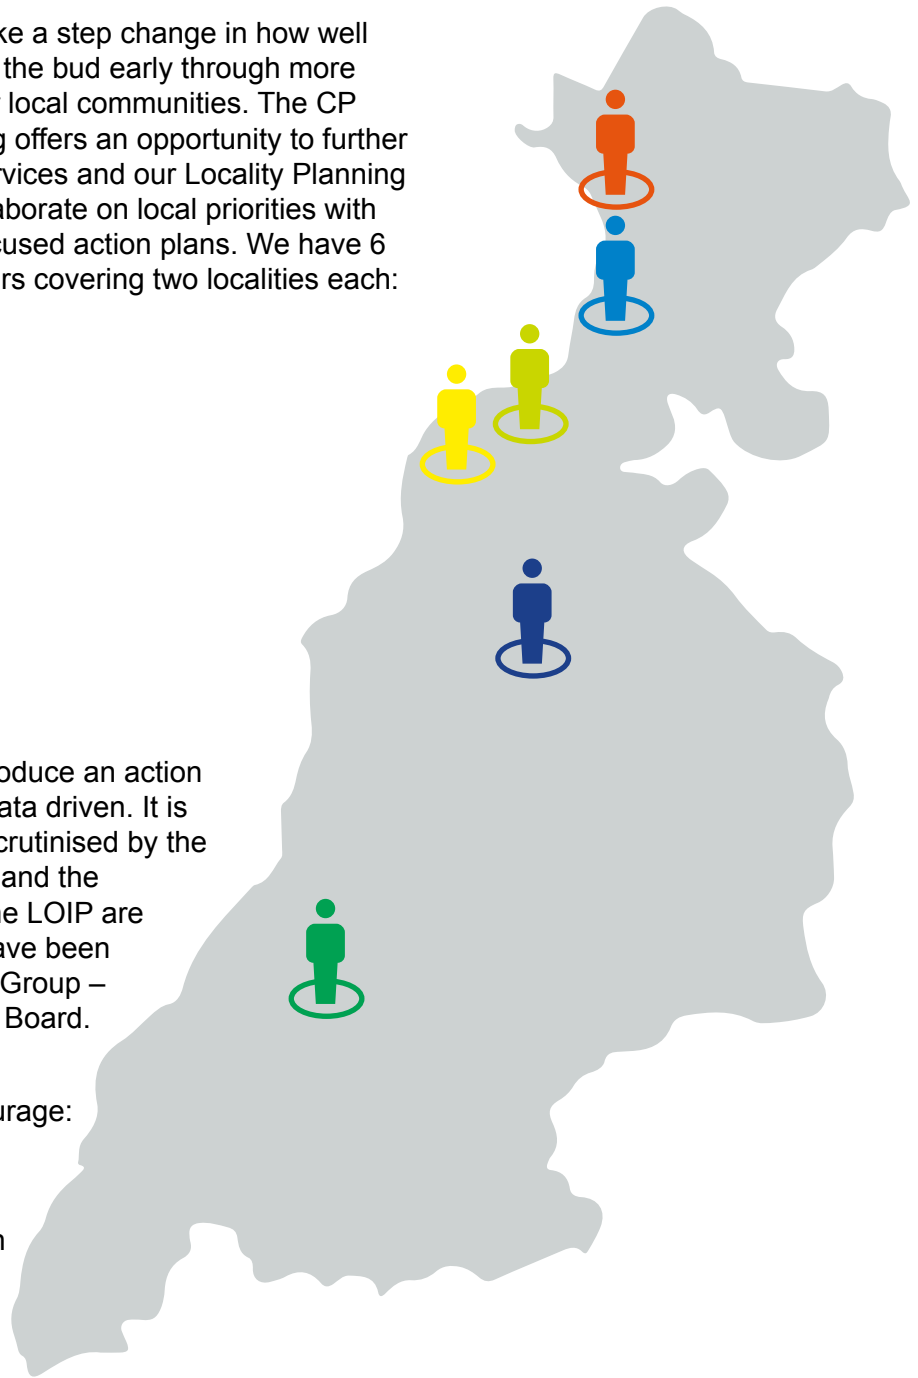 ke a step change in how well
the bud early through more
local communities. The CP
g offers an opportunity to further
rvices and our Locality Planning
aborate on local priorities with
cused action plans. We have 6
rs covering two localities each:
oduce an action
ata driven. It is
crutinised by the
and the
ne LOIP are
ave been
Group –
Board.
urage:
n